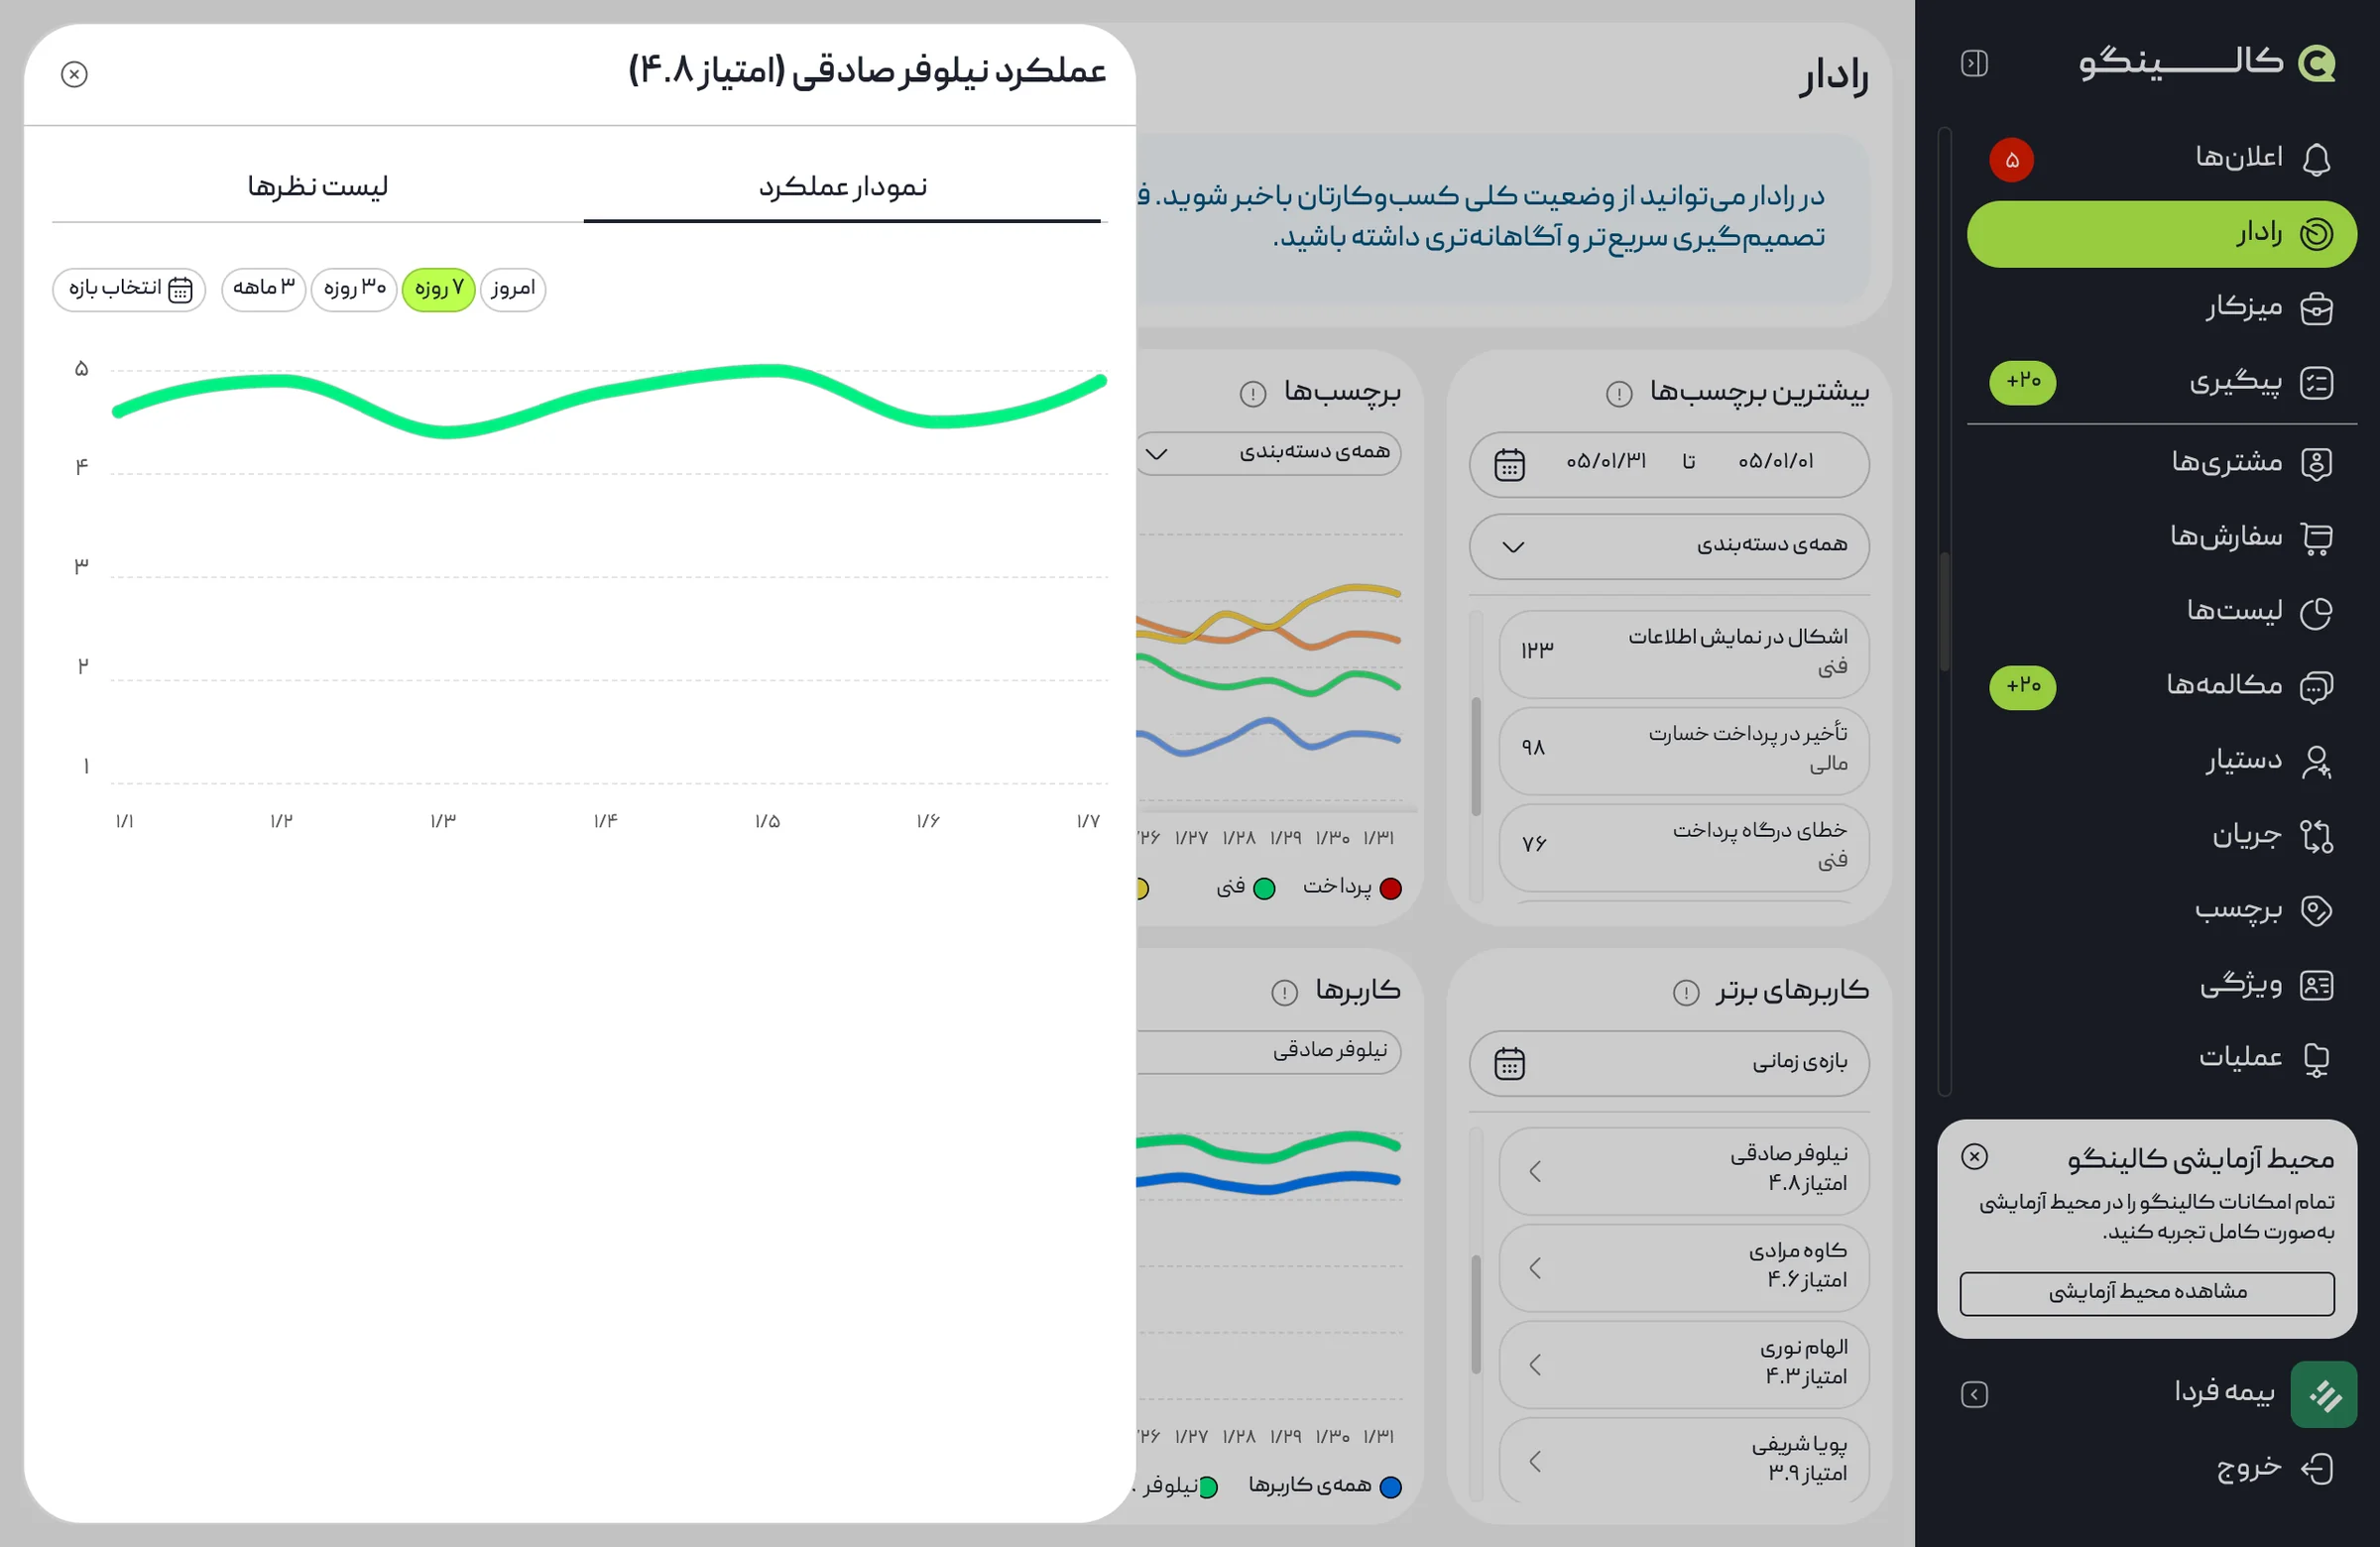 کالینگو
اعلان‌ها
۵
رادار
میزکار
پیگیری
+۲۰
مشتری‌ها
سفارش‌ها
لیست‌ها
مکالمه‌ها
+۲۰
دستیار
جریان
برچسب
ویژگی
عملیات
محیط آزمایشی کالینگو
تمام امکانات کالینگو را در محیط آزمایشی
به‌صورت کامل تجربه کنید.
مشاهده محیط آزمایشی
بیمه فردا
خروج
رادار
در رادار می‌توانید از وضعیت کلی کسب‌وکارتان باخبر شوید.
تصمیم‌گیری سریع‌تر و آگاهانه‌تری داشته باشید.
بیشترین برچسب‌ها
۰۵/۰۱/۰۱ تا ۰۵/۰۱/۳۱
همه‌ی دسته‌بندی
اشکال در نمایش اطلاعات
فنی
۱۲۳
تأخیر در پرداخت خسارت
مالی
۹۸
خطای درگاه پرداخت
فنی
۷۶
برچسب‌ها
همه‌ی دسته‌بندی
۱/۲۷ ۱/۲۸ ۱/۲۹ ۱/۳۰ ۱/۳۱
پرداخت
فنی
کاربرهای برتر
بازه‌ی زمانی
نیلوفر صادقی
امتیاز ۴.۸
کاوه مرادی
امتیاز ۴.۶
الهام نوری
امتیاز ۴.۳
پویا شریفی
امتیاز ۳.۹
کاربرها
نیلوفر صادقی
۱/۲۷ ۱/۲۸ ۱/۲۹ ۱/۳۰ ۱/۳۱
همه‌ی کاربرها
نیلوفر
عملکرد نیلوفر صادقی (امتیاز ۴.۸)
نمودار عملکرد
لیست نظرها
امروز
۷ روزه
۳۰ روزه
۳ ماهه
انتخاب بازه
۵
۴
۳
۲
۱
۱/۱ ۱/۲ ۱/۳ ۱/۴ ۱/۵ ۱/۶ ۱/۷